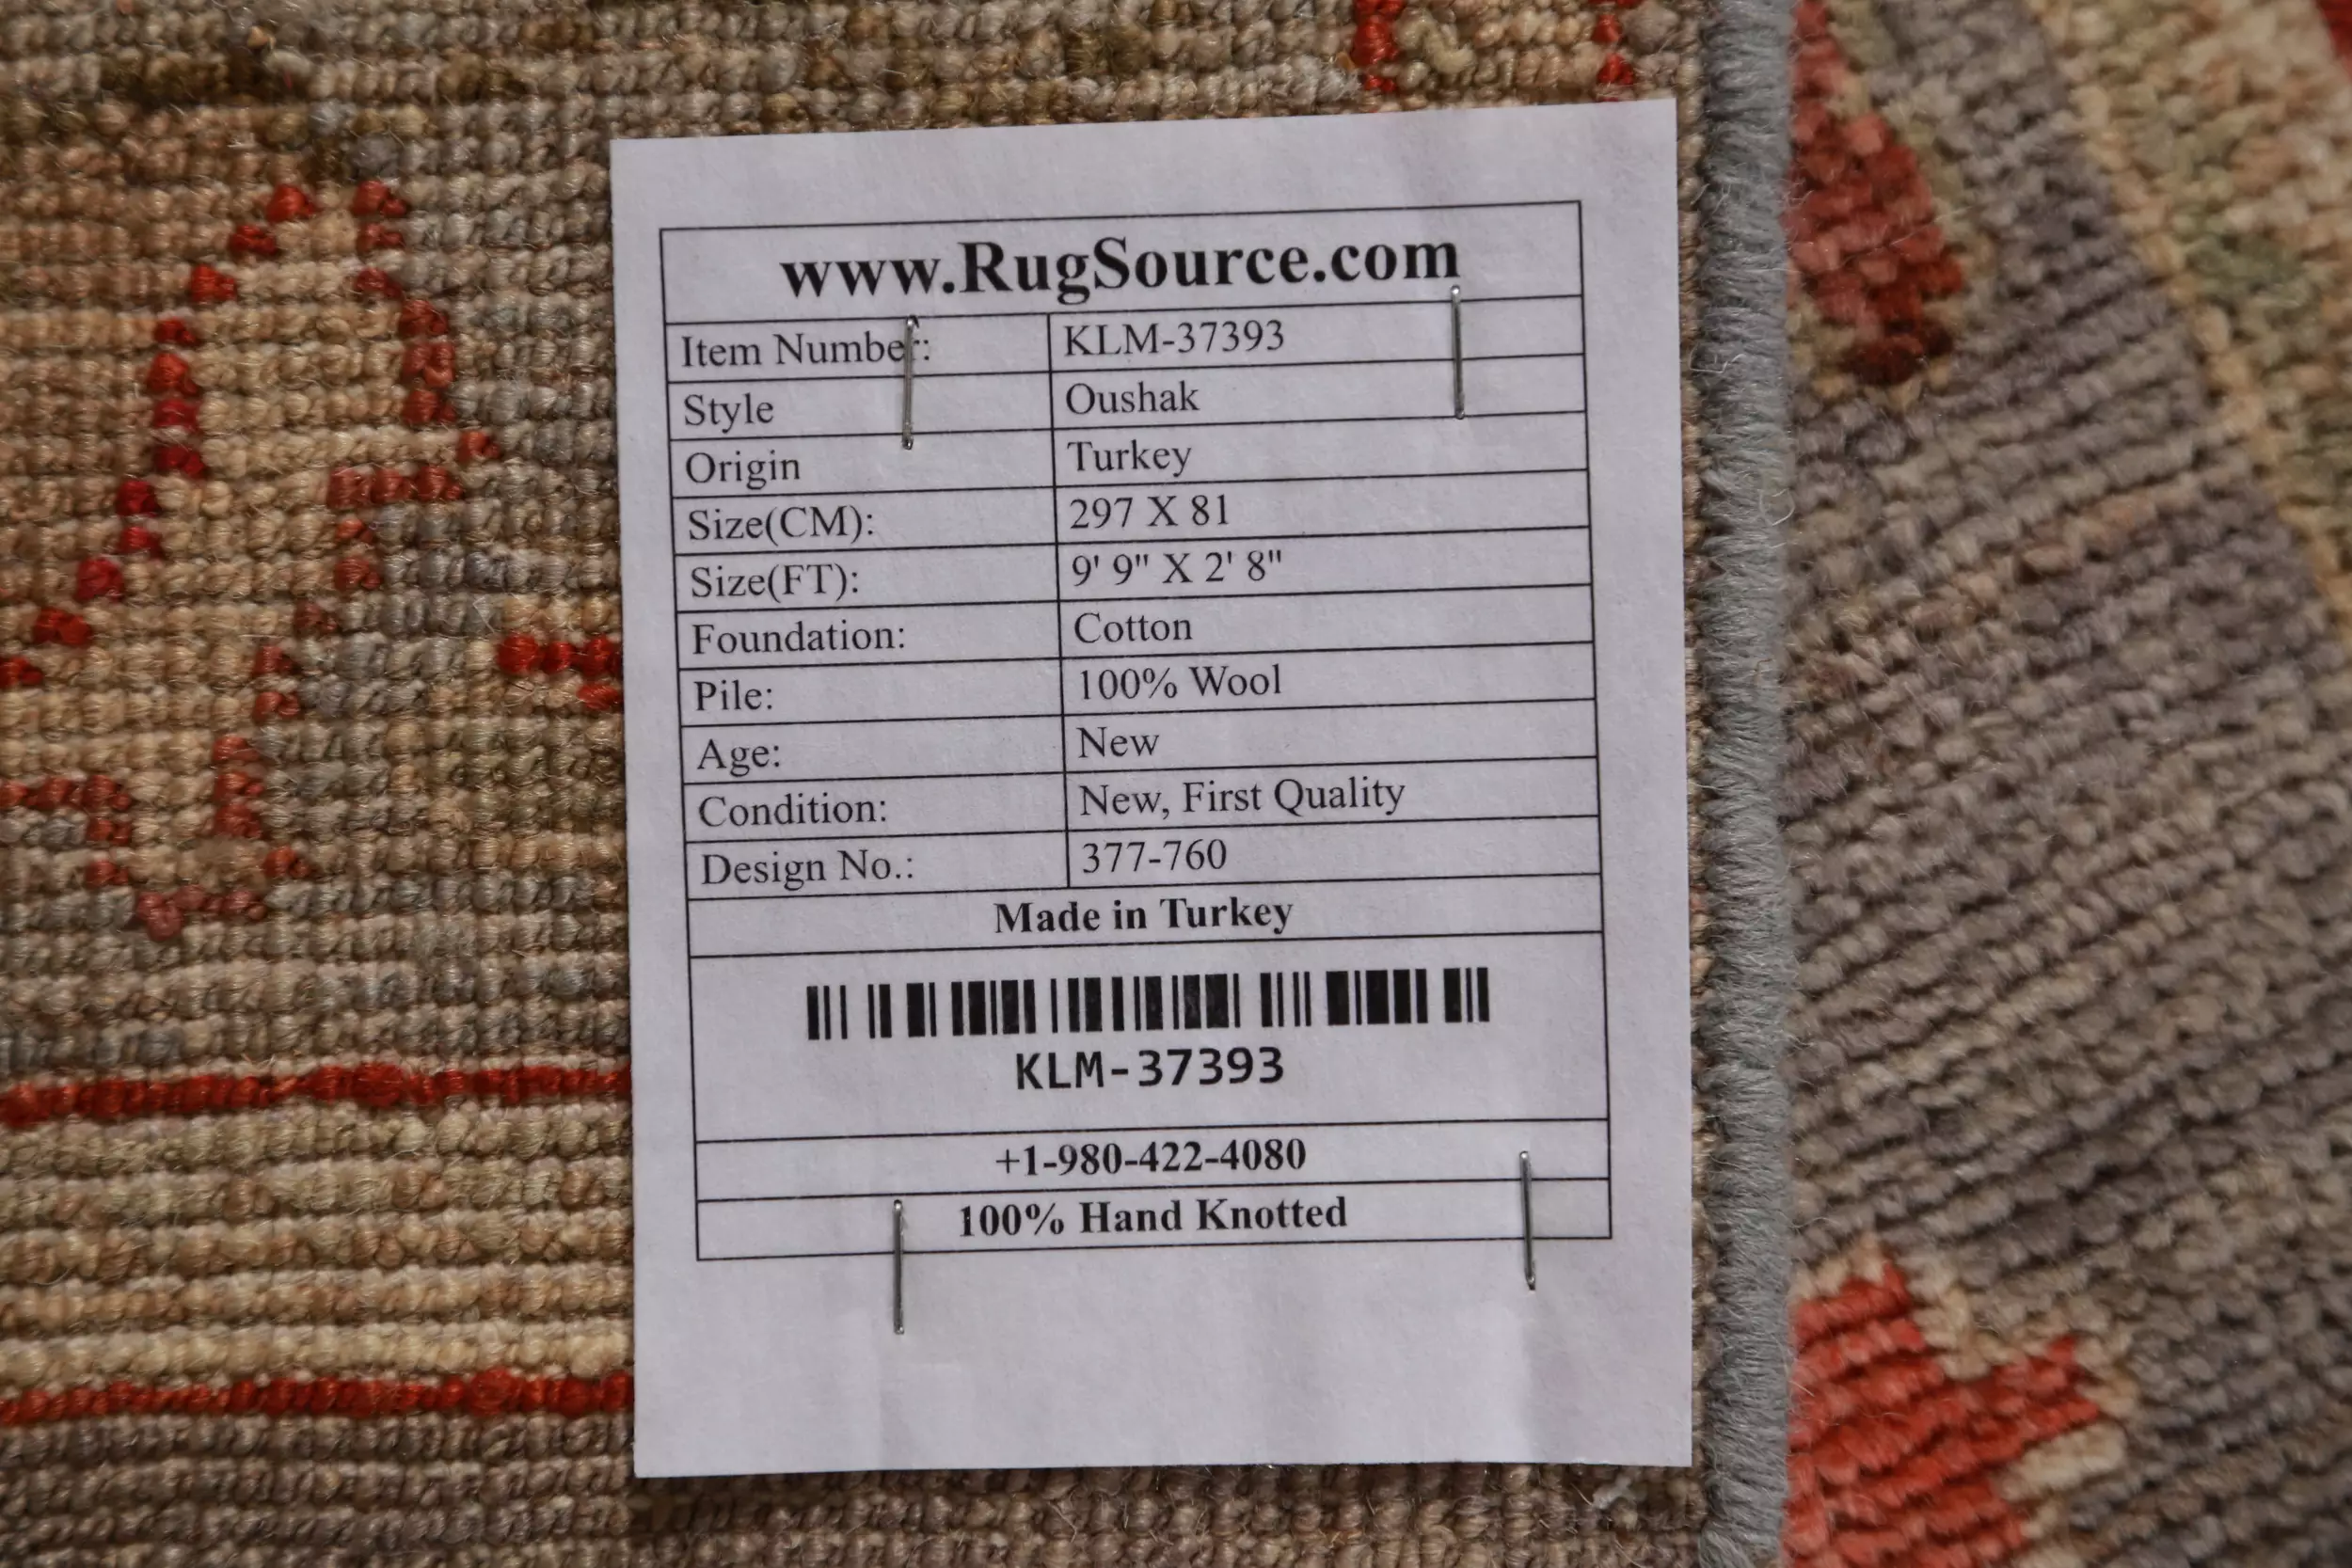 www.RugSource.com
Item Number: KLM-37393
Style Oushak
Origin Turkey
Size(CM): 297 X 81
Size(FT): 9' 9" X 2' 8"
Foundation: Cotton
Pile: 100% Wool
Age: New
Condition: New, First Quality
Design No.: 377-760
Made in Turkey
KLM-37393
+1-980-422-4080
100% Hand Knotted